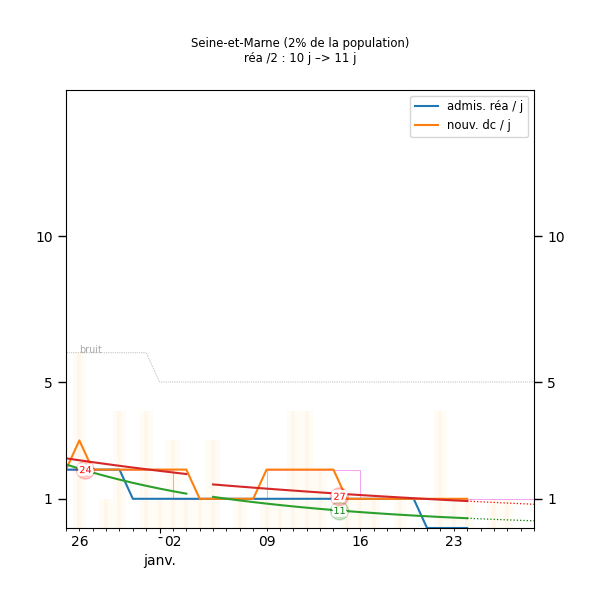 Seine-et-Marne (2% de la population)
réa /2 : 10 j –> 11 j
admis. réa / j
nouv. dc / j
10
10
bruit
5
5
24
27
11
1
1
26
02
09
16
23
janv.